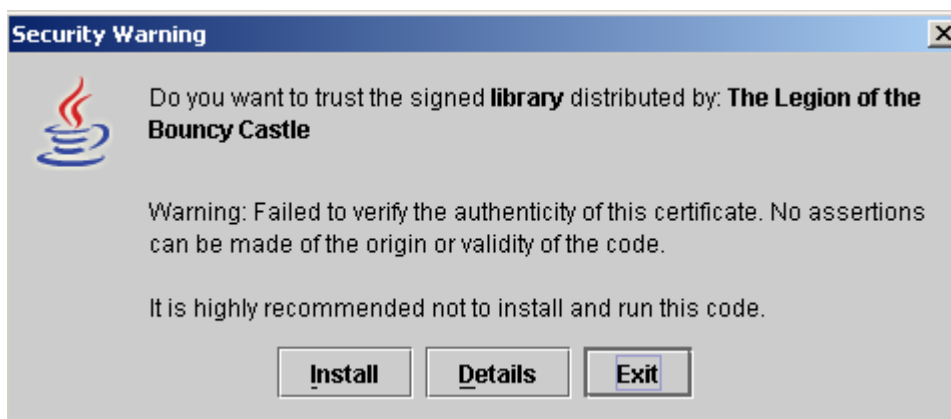 Security Warning
Do you want to trust the signed library distributed by: The Legion of the
Bouncy Castle
Warning: Failed to verify the authenticity of this certificate. No assertions
can be made of the origin or validity of the code.
It is highly recommended not to install and run this code.
Install Details Exit